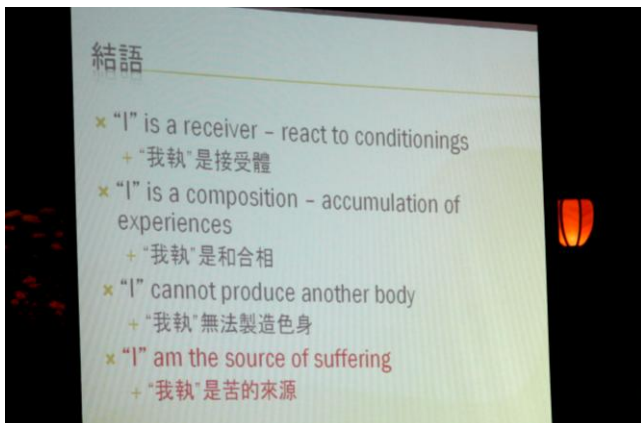 結語
× “I” is a receiver – react to conditionings
+ “我執”是接受體
× “I” is a composition – accumulation of
experiences
+ “我執”是和合相
× “I” cannot produce another body
+ “我執”無法製造色身
× “I” am the source of suffering
+ “我執”是苦的來源